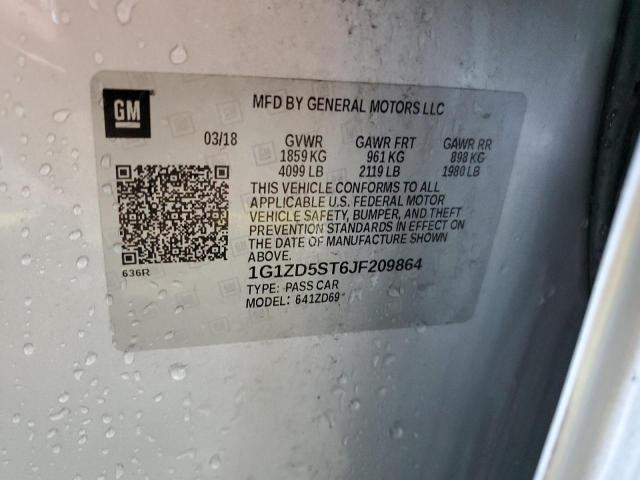 GM
MFD BY GENERAL MOTORS LLC
03/18 GVWR GAWR FRT GAWR RR
1859 KG 961 KG 898 KG
4099 LB 2119 LB 1980 LB
THIS VEHICLE CONFORMS TO ALL
APPLICABLE U.S. FEDERAL MOTOR
VEHICLE SAFETY, BUMPER, AND THEFT
PREVENTION STANDARDS IN EFFECT ON
THE DATE OF MANUFACTURE SHOWN
ABOVE.
636R
1G1ZD5ST6JF209864
TYPE: PASS CAR
MODEL: 641ZD69